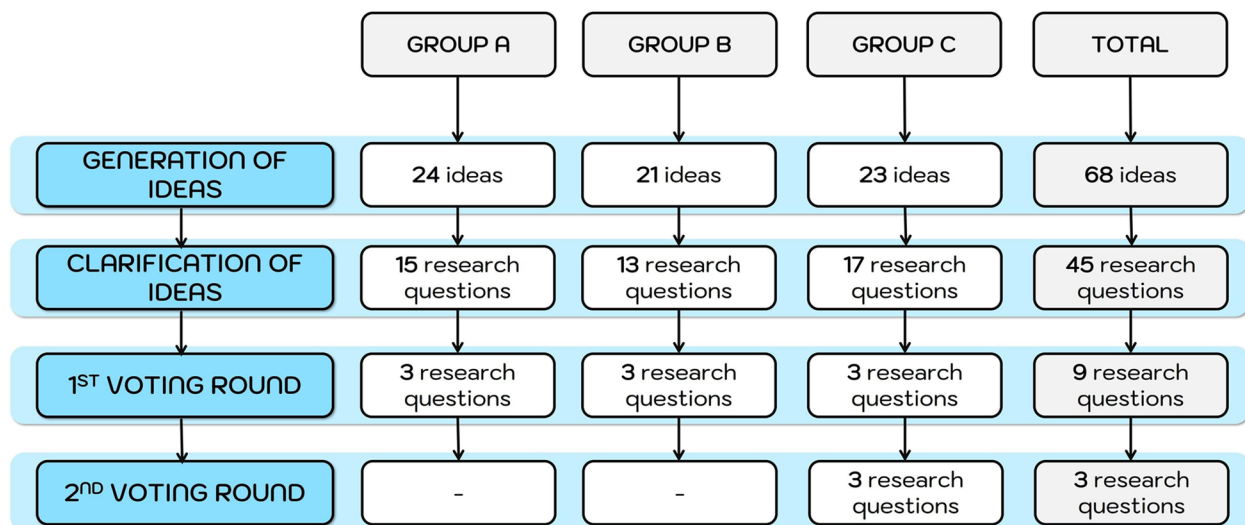 GROUP A
GROUP B
GROUP C
TOTAL
GENERATION OF
IDEAS
24 ideas
21 ideas
23 ideas
68 ideas
CLARIFICATION OF
IDEAS
15 research
questions
13 research
questions
17 research
questions
45 research
questions
1ST VOTING ROUND
3 research
questions
3 research
questions
3 research
questions
9 research
questions
2ND VOTING ROUND
-
-
3 research
questions
3 research
questions